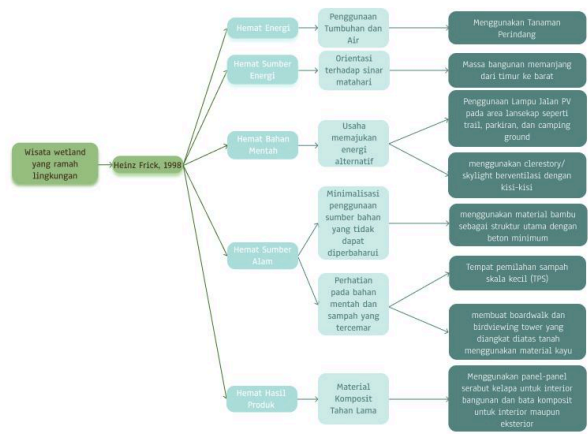 Wisata wetland
yang ramah
lingkungan
Heinz Frick, 1998
Hemat Energi
Penggunaan
Tumbuhan dan
Air
Menggunakan Tanaman
Perindang
Hemat Sumber
Energi
Orientasi
terhadap sinar
matahari
Massa bangunan memanjang
dari timur ke barat
Hemat Bahan
Mentah
Usaha
memajukan
energi
alternatif
Penggunaan Lampu Jalan PV
pada area lansekap seperti
trail, parkiran, dan camping
ground
menggunakan clerestory/
skylight berventilasi dengan
kisi-kisi
Hemat Sumber
Alam
Minimalisasi
penggunaan
sumber bahan
yang tidak
dapat
diperbaharui
menggunakan material bambu
sebagai struktur utama dengan
beton minimum
Perhatian
pada bahan
mentah dan
sampah yang
tercemar
Tempat pemilahan sampah
skala kecil (TPS)
membuat boardwalk dan
birdviewing tower yang
diangkat diatas tanah
menggunakan material kayu
Hemat Hasil
Produk
Material
Komposit
Tahan Lama
Menggunakan panel-panel
serabut kelapa untuk interior
bangunan dan bata komposit
untuk interior maupun
eksterior